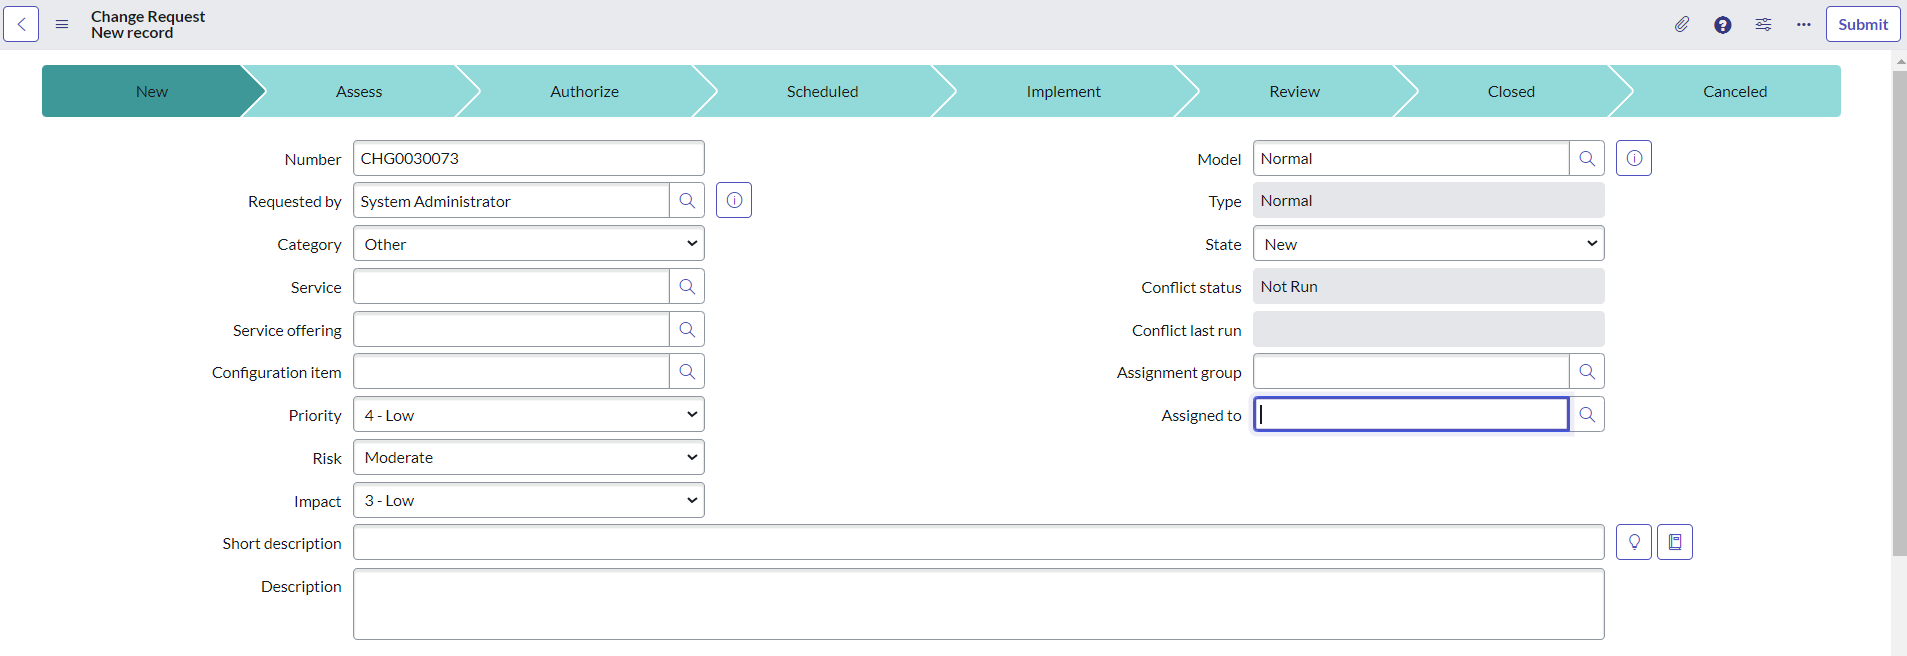 Change Request
New record
Submit
New
Assess
Authorize
Scheduled
Implement
Review
Closed
Canceled
Number
CHG0030073
Requested by
System Administrator
Category
Other
Service
Service offering
Configuration item
Priority
4 - Low
Risk
Moderate
Impact
3 - Low
Model
Normal
Type
Normal
State
New
Conflict status
Not Run
Conflict last run
Assignment group
Assigned to
Short description
Description